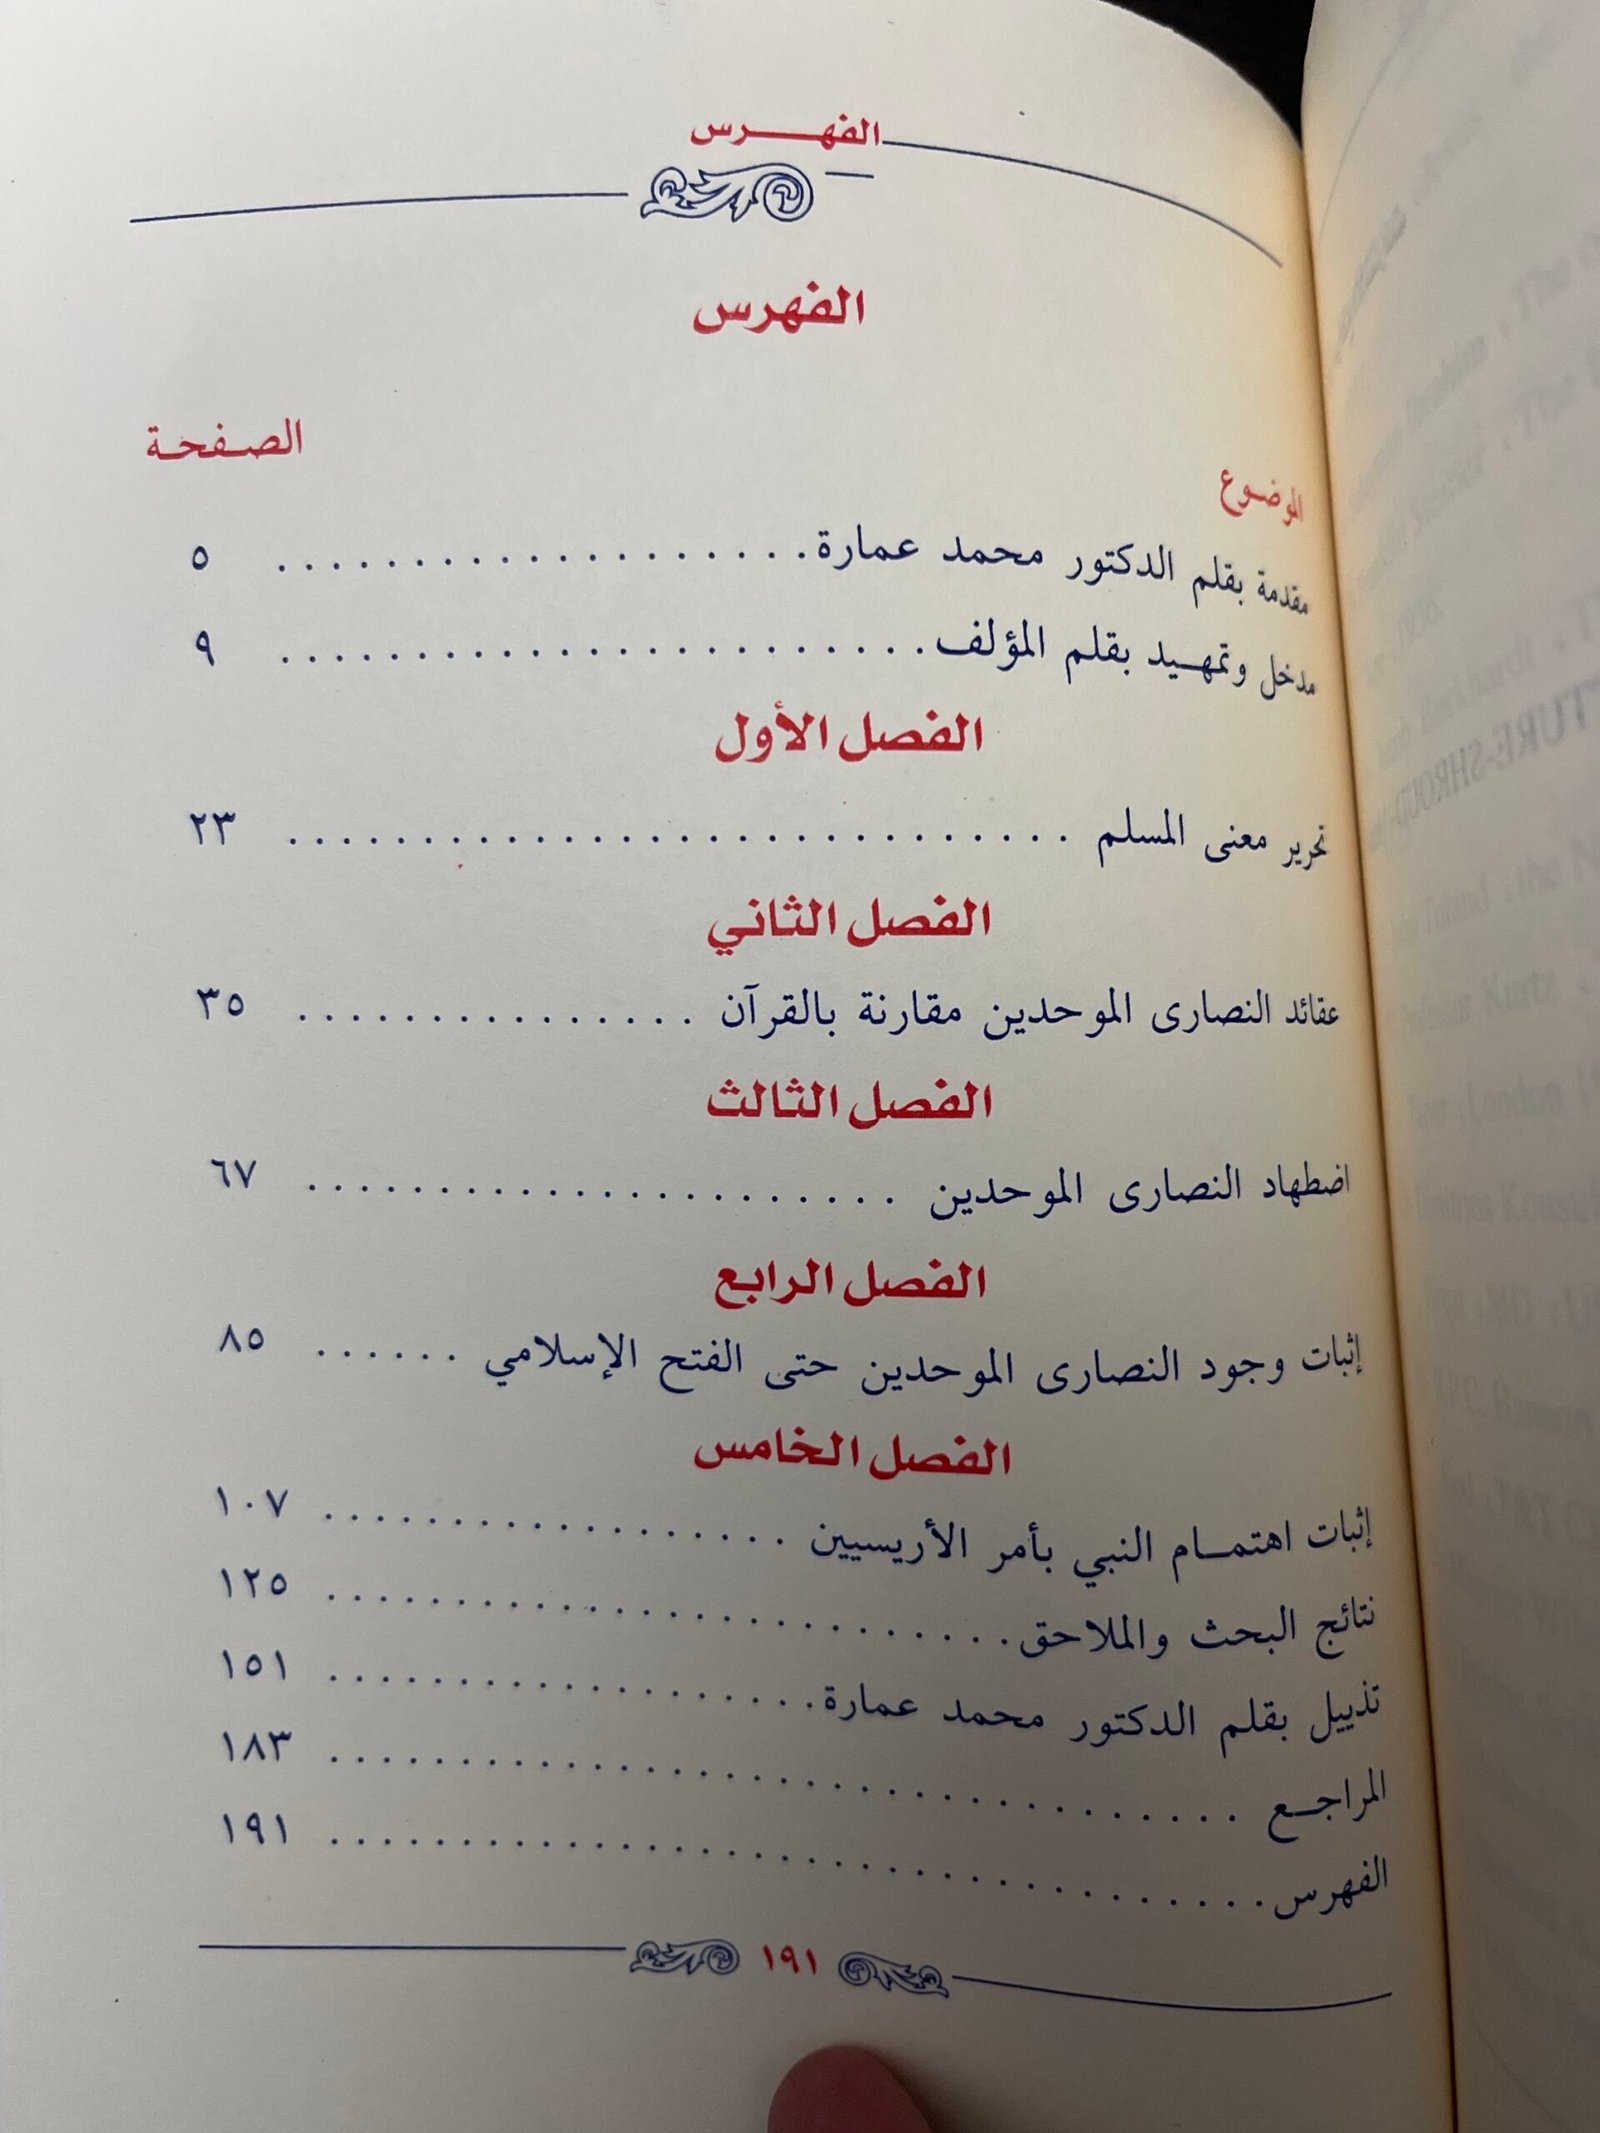 الفهرس
الفهرس
الموضوع الصفحة
مقدمة بقلم الدكتور محمد عمارة ٥
مدخل وتمهيد بقلم المؤلف ٩
الفصل الأول
تحرير معنى المسلم ٢٣
الفصل الثاني
عقائد النصارى الموحدين مقارنة بالقرآن ٣٥
الفصل الثالث
اضطهاد النصارى الموحدين ٦٧
الفصل الرابع
إثبات وجود النصارى الموحدين حتى الفتح الإسلامي ٨٥
الفصل الخامس
إثبات اهتمام النبي بأمر الأريسيين ١٠٧
نتائج البحث والملاحق ١٢٥
تذييل بقلم الدكتور محمد عمارة ١٥١
المراجع ١٨٣
الفهرس ١٩١
١٩١